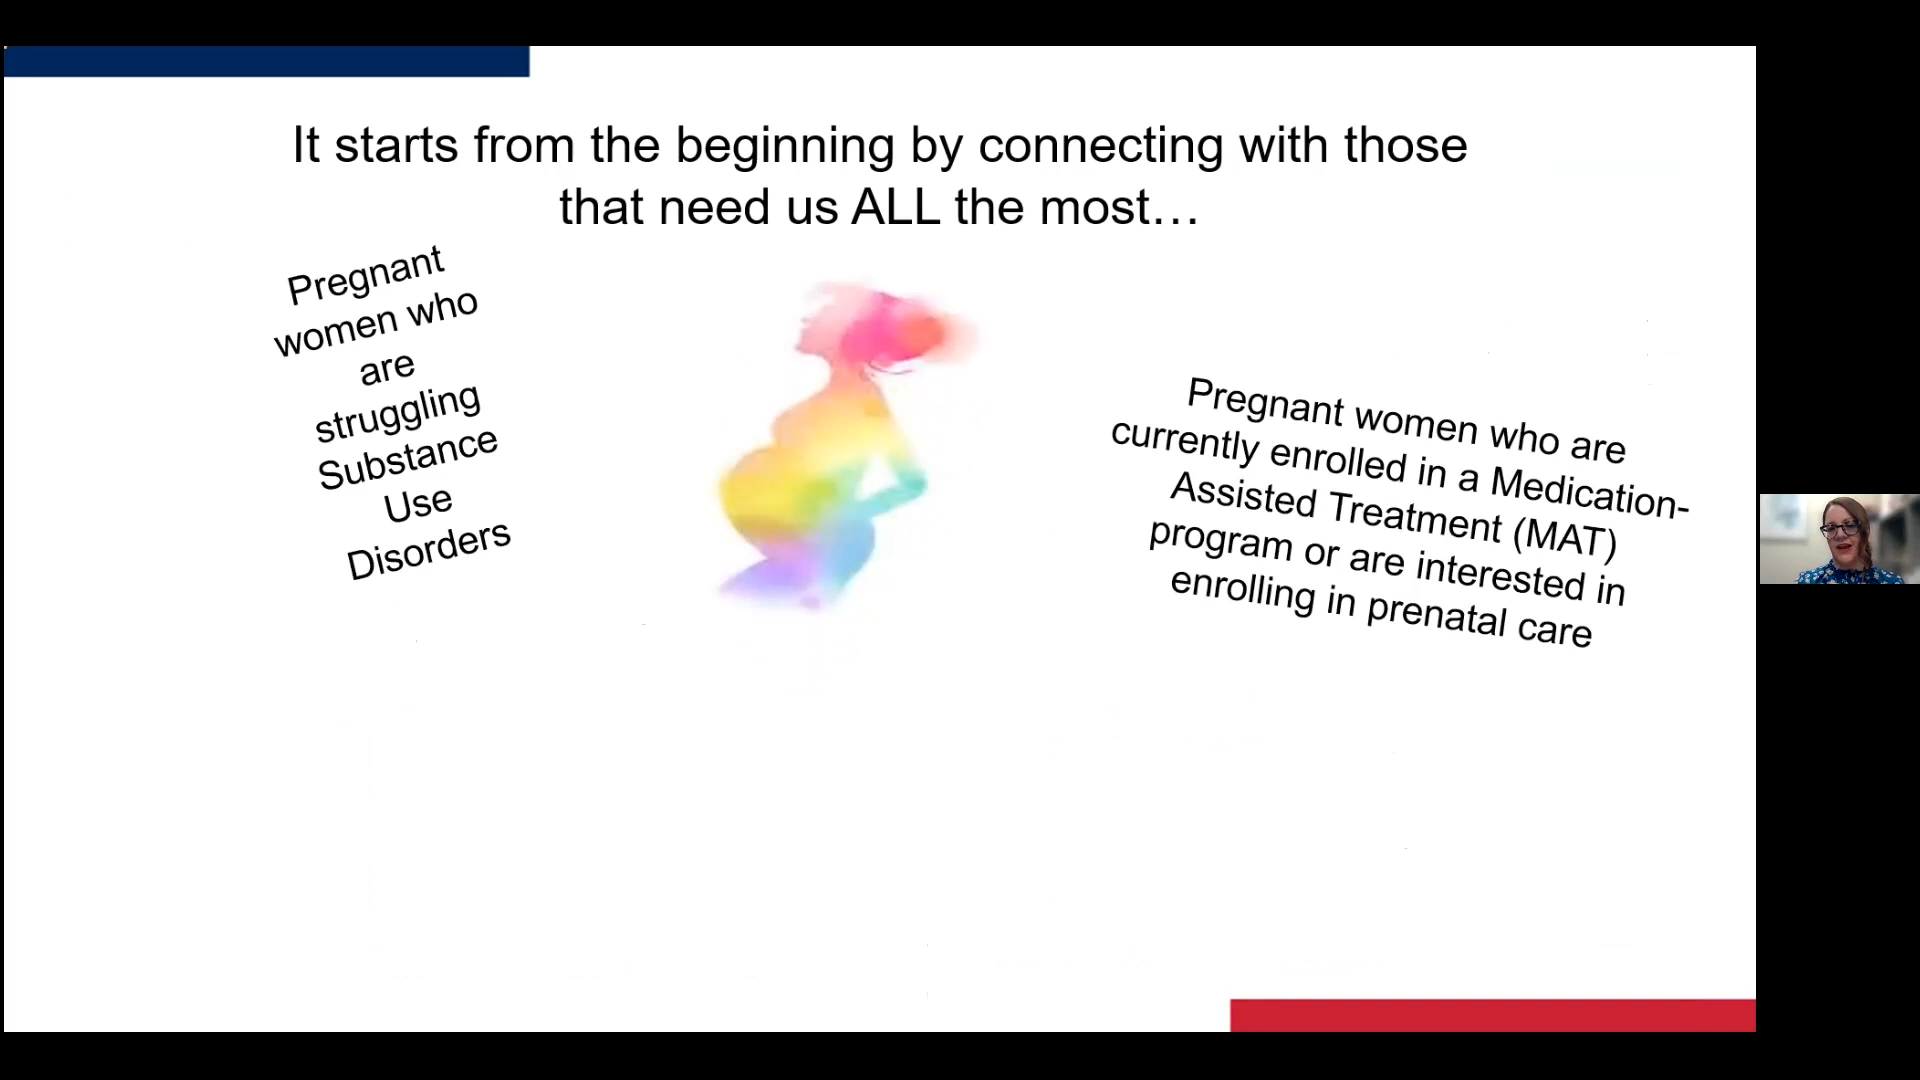 It starts from the beginning by connecting with those
that need us ALL the most…
Pregnant
women who
are
struggling
Substance
Use
Disorders
Pregnant women who are
currently enrolled in a Medication-
Assisted Treatment (MAT)
program or are interested in
enrolling in prenatal care